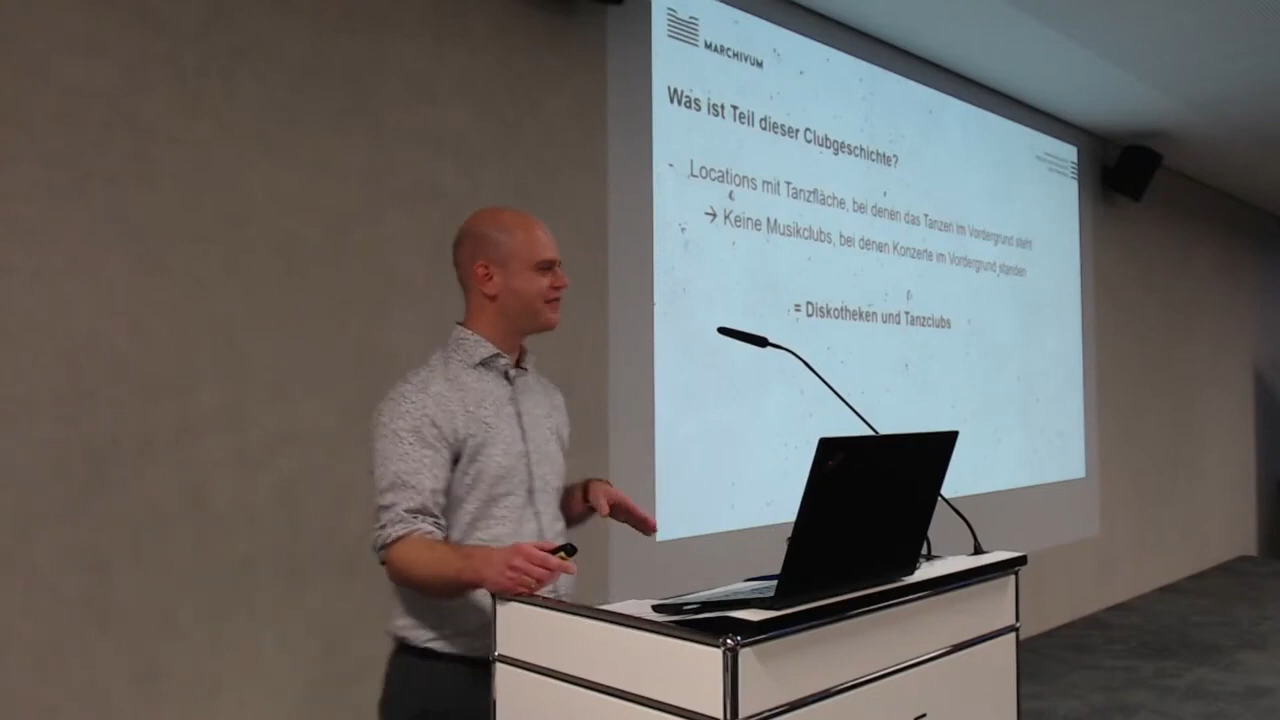 MARCHIVUM
Was ist Teil dieser Clubgeschichte?
- Locations mit Tanzfläche, bei denen das Tanzen im Vordergrund steht
→ Keine Musikclubs, bei denen Konzerte im Vordergrund standen
= Diskotheken und Tanzclubs